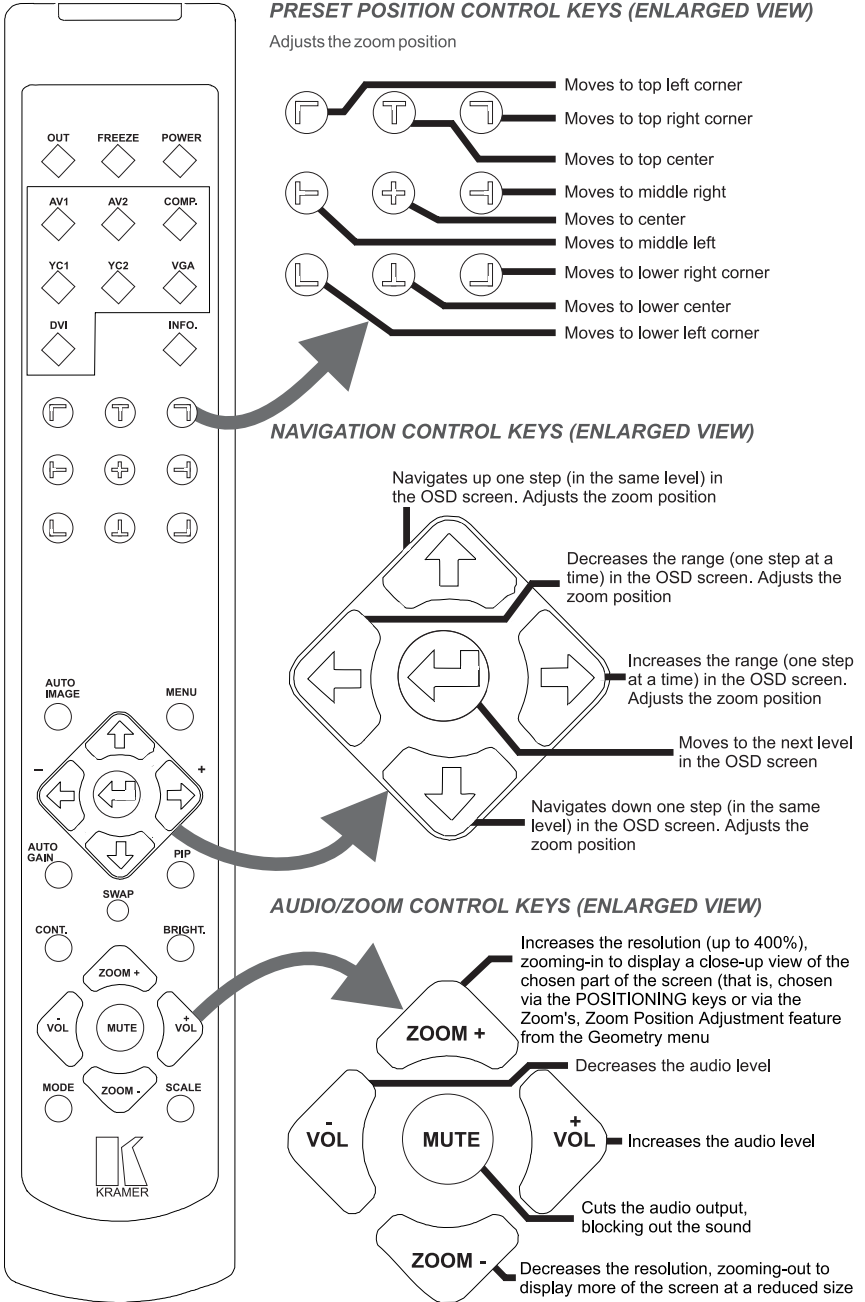 PRESET POSITION CONTROL KEYS (ENLARGED VIEW)
Adjusts the zoom position
Moves to top left corner
Moves to top right corner
Moves to top center
Moves to middle right
Moves to center
Moves to middle left
Moves to lower right corner
Moves to lower center
Moves to lower left corner
OUT FREEZE POWER
AV1 AV2 COMP.
YC1 YC2 VGA
DVI INFO.
AUTO
IMAGE
MENU
- +
AUTO
GAIN
PIP
SWAP
CONT. BRIGHT.
ZOOM +
-
VOL
MUTE
+
VOL
MODE
ZOOM -
SCALE
KRAMER
NAVIGATION CONTROL KEYS (ENLARGED VIEW)
Navigates up one step (in the same level) in
the OSD screen. Adjusts the zoom position
Decreases the range (one step at a
time) in the OSD screen. Adjusts the
zoom position
Increases the range (one step
at a time) in the OSD screen.
Adjusts the zoom position
Moves to the next level
in the OSD screen
Navigates down one step (in the same
level) in the OSD screen. Adjusts the
zoom position
AUDIO/ZOOM CONTROL KEYS (ENLARGED VIEW)
Increases the resolution (up to 400%),
zooming-in to display a close-up view of the
chosen part of the screen (that is, chosen
via the POSITIONING keys or via the
Zoom's, Zoom Position Adjustment feature
from the Geometry menu
ZOOM +
Decreases the audio level
-
VOL
MUTE
+
VOL
Increases the audio level
Cuts the audio output,
blocking out the sound
ZOOM -
Decreases the resolution, zooming-out to
display more of the screen at a reduced size